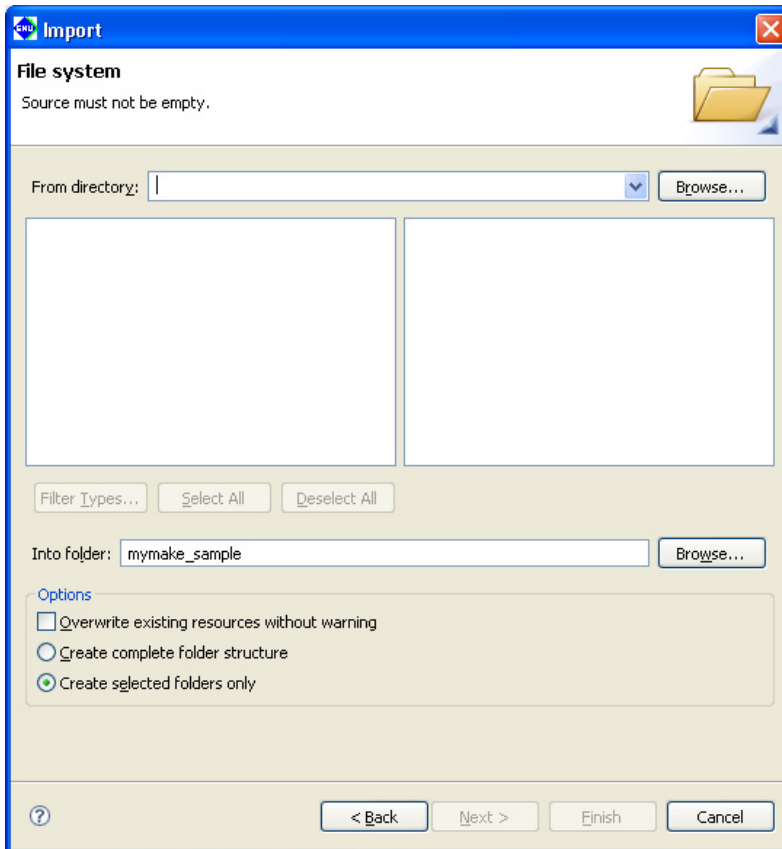 GNU Import
File system
Source must not be empty.
From directory:
Browse...
Filter Types...
Select All
Deselect All
Into folder: mymake_sample
Browse...
Options
Overwrite existing resources without warning
Create complete folder structure
Create selected folders only
?
< Back
Next >
Finish
Cancel